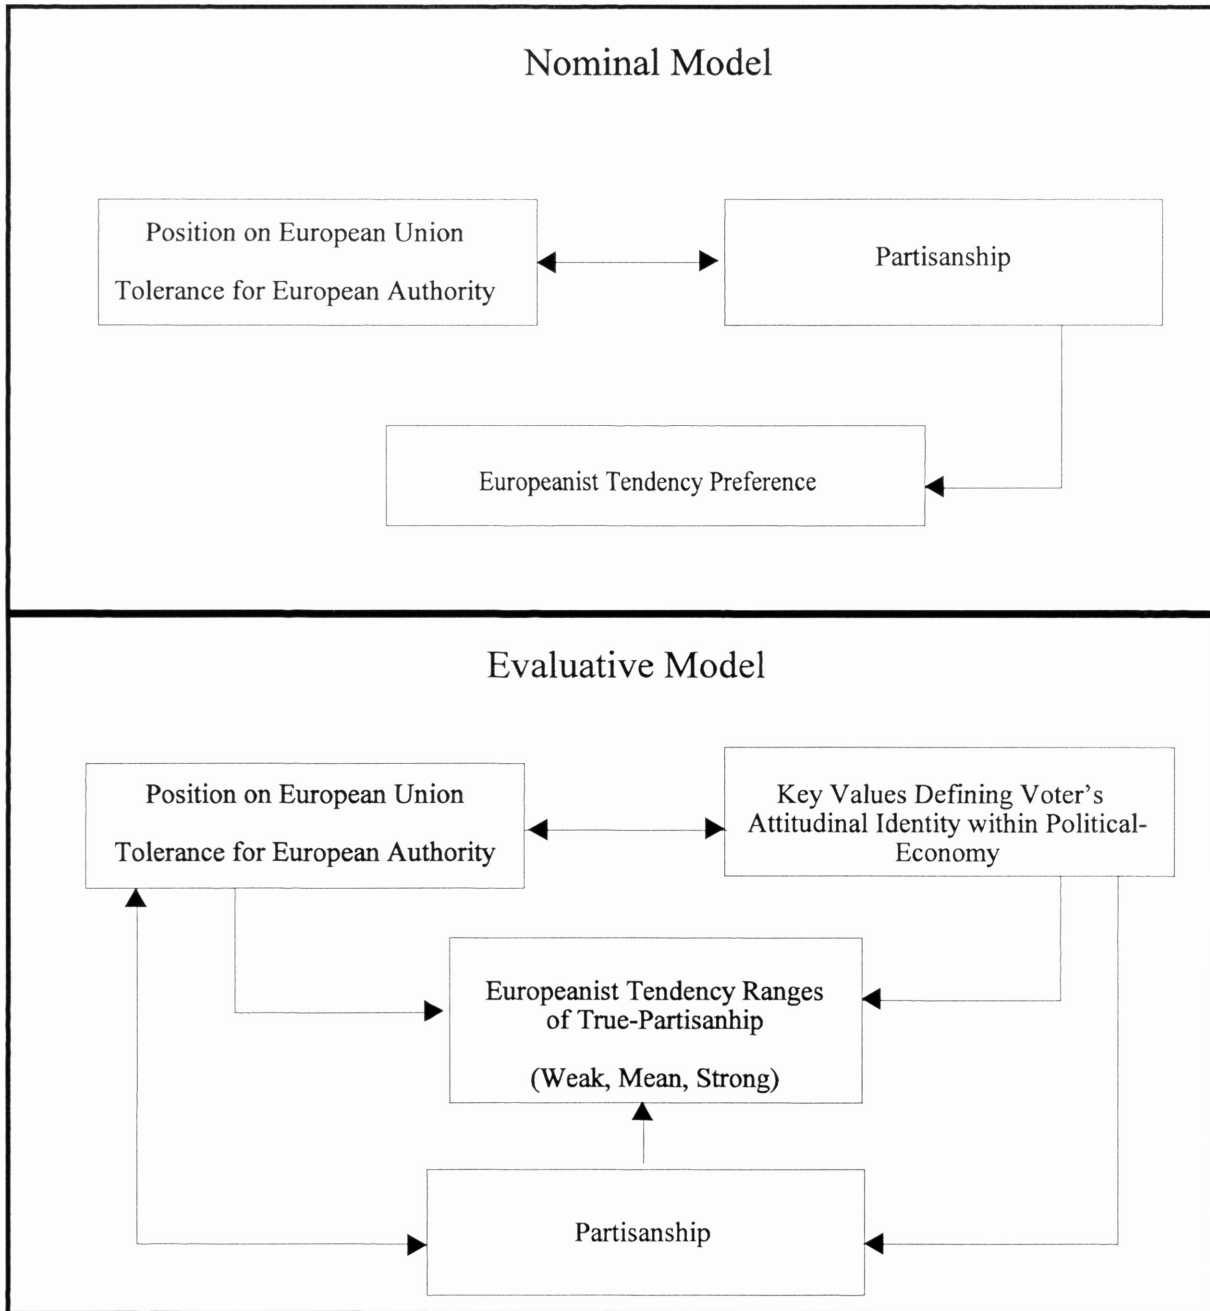 Nominal Model
Position on European Union
Tolerance for European Authority
Partisanship
Europeanist Tendency Preference
Evaluative Model
Position on European Union
Tolerance for European Authority
Key Values Defining Voter's
Attitudinal Identity within Political-
Economy
Europeanist Tendency Ranges
of True-Partisanhip
(Weak, Mean, Strong)
Partisanship